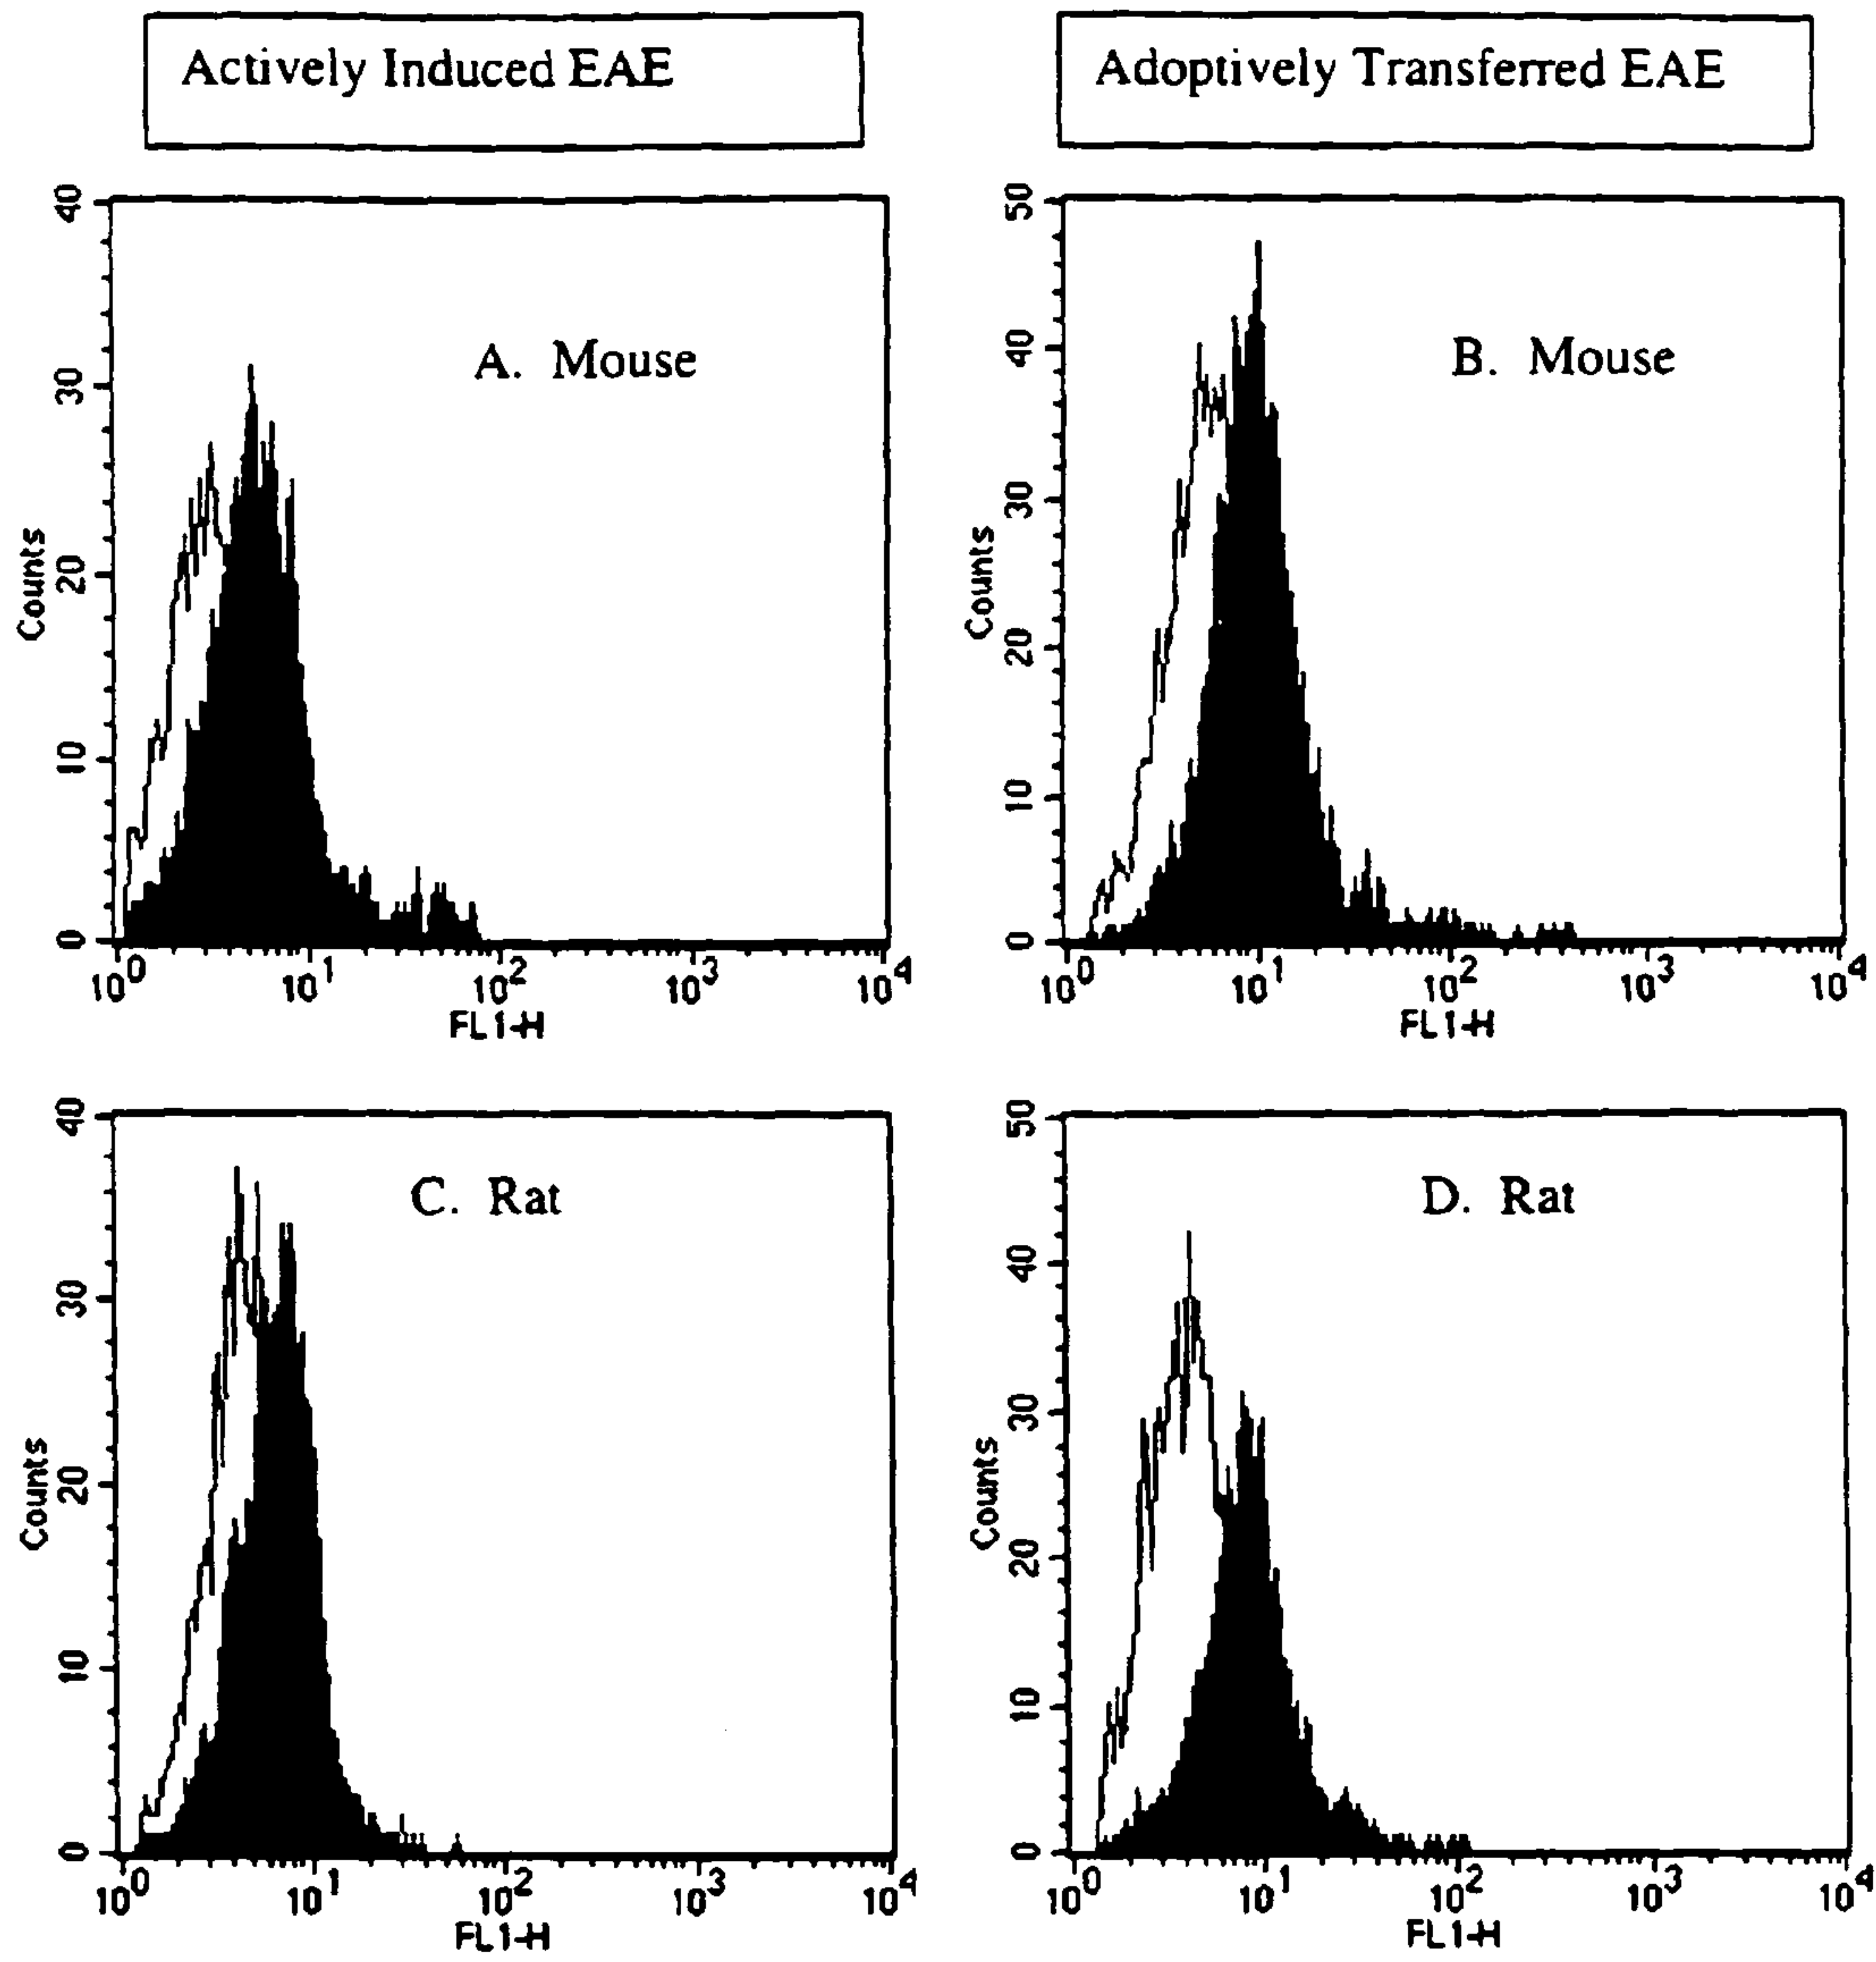 Actively Induced EAE
Adoptively Transferred EAE
40
30
20
10
0
Counts
A. Mouse
10^0 10^1 10^2 10^3 10^4
FL1-H
50
40
30
20
10
0
Counts
B. Mouse
10^0 10^1 10^2 10^3 10^4
FL1-H
40
30
20
10
0
Counts
C. Rat
10^0 10^1 10^2 10^3 10^4
FL1-H
50
40
30
20
10
0
Counts
D. Rat
10^0 10^1 10^2 10^3 10^4
FL1-H